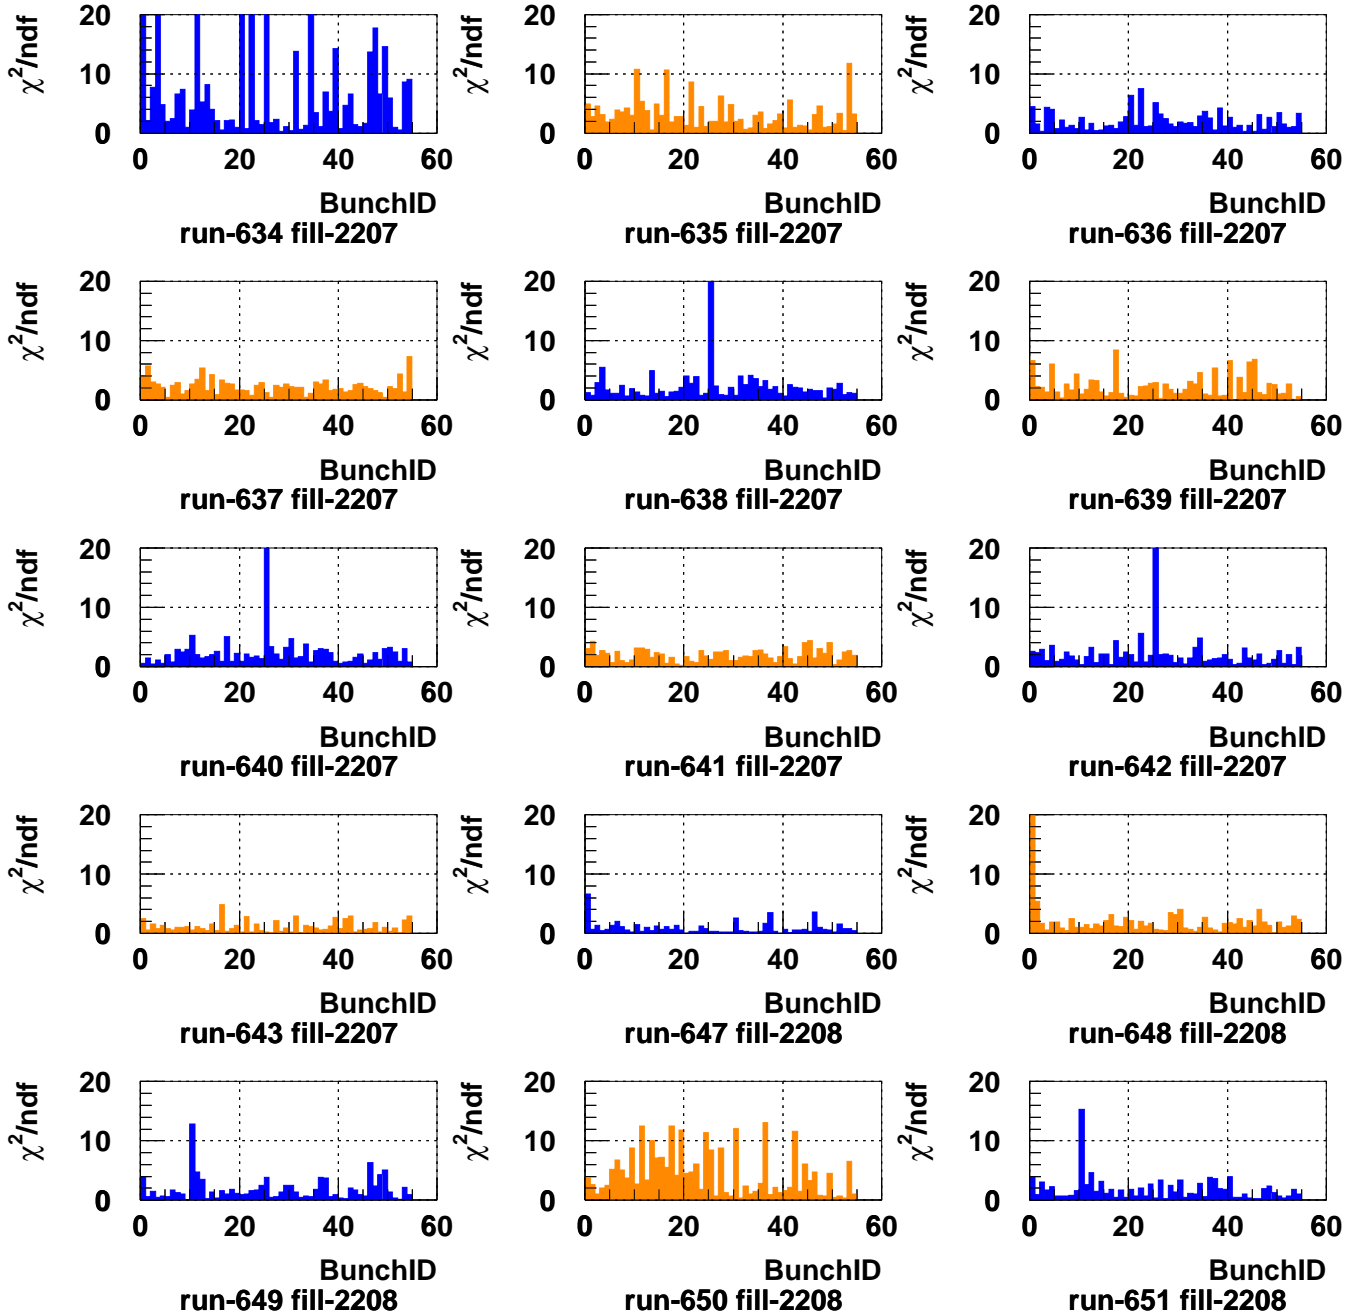 χ²/ndf
20
10
0
0 20 40 60
BunchID
run-634 fill-2207
χ²/ndf
20
10
0
0 20 40 60
BunchID
run-635 fill-2207
χ²/ndf
20
10
0
0 20 40 60
BunchID
run-636 fill-2207
χ²/ndf
20
10
0
0 20 40 60
BunchID
run-637 fill-2207
χ²/ndf
20
10
0
0 20 40 60
BunchID
run-638 fill-2207
χ²/ndf
20
10
0
0 20 40 60
BunchID
run-639 fill-2207
χ²/ndf
20
10
0
0 20 40 60
BunchID
run-640 fill-2207
χ²/ndf
20
10
0
0 20 40 60
BunchID
run-641 fill-2207
χ²/ndf
20
10
0
0 20 40 60
BunchID
run-642 fill-2207
χ²/ndf
20
10
0
0 20 40 60
BunchID
run-643 fill-2207
χ²/ndf
20
10
0
0 20 40 60
BunchID
run-647 fill-2208
χ²/ndf
20
10
0
0 20 40 60
BunchID
run-648 fill-2208
χ²/ndf
20
10
0
0 20 40 60
BunchID
run-649 fill-2208
χ²/ndf
20
10
0
0 20 40 60
BunchID
run-650 fill-2208
χ²/ndf
20
10
0
0 20 40 60
BunchID
run-651 fill-2208